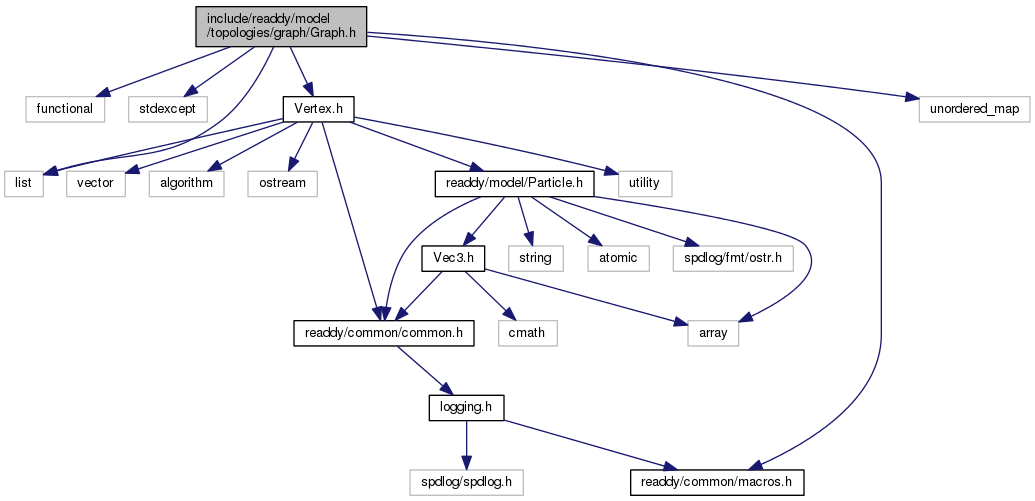 include/readdy/model
/topologies/graph/Graph.h
functional
stdexcept
Vertex.h
unordered_map
list
vector
algorithm
ostream
readdy/model/Particle.h
utility
Vec3.h
string
atomic
spdlog/fmt/ostr.h
readdy/common/common.h
cmath
array
logging.h
spdlog/spdlog.h
readdy/common/macros.h